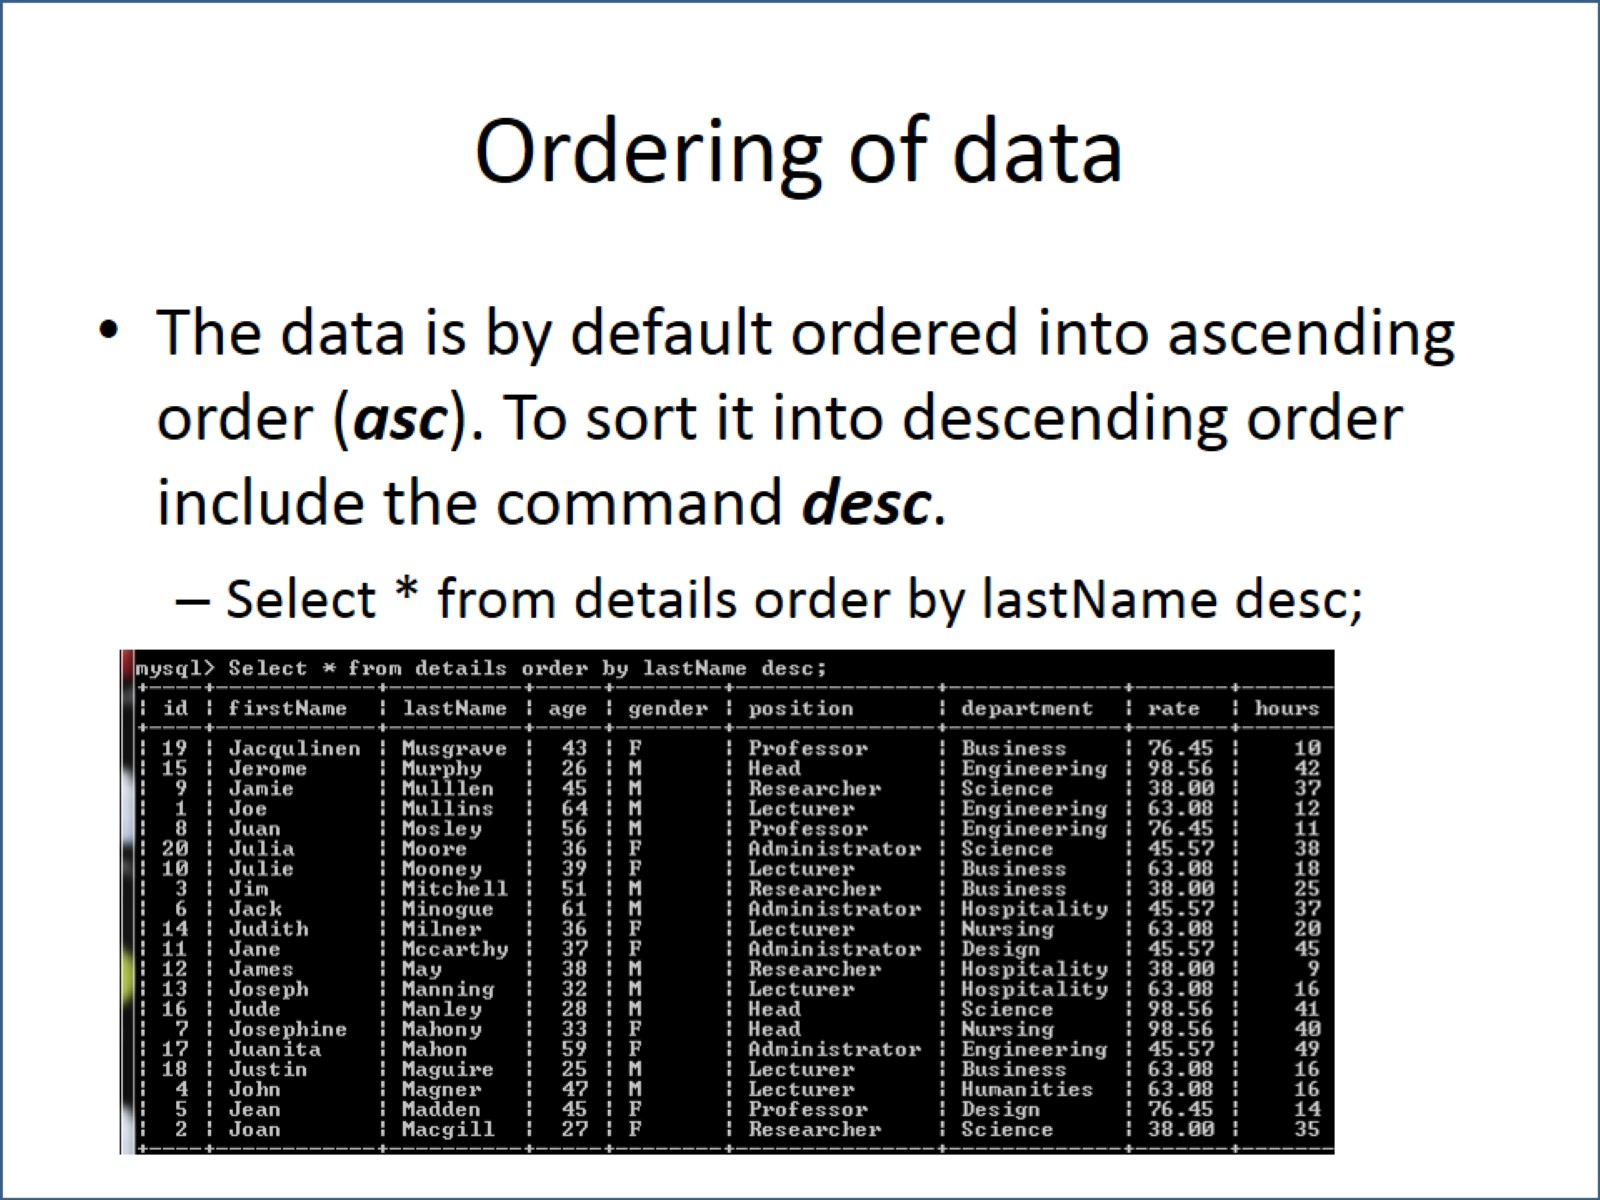 Ordering of data
• The data is by default ordered into ascending
order (asc). To sort it into descending order
include the command desc.
– Select * from details order by lastName desc;
mysql> Select * from details order by lastName desc;
| id | firstName | lastName | age | gender | position | department | rate | hours
| 19 | Jacqulinen | Musgrave | 43 | F | Professor | Business | 76.45 | 10
| 15 | Jerome | Murphy | 26 | M | Head | Engineering | 98.56 | 42
| 9 | Jamie | Mulllen | 45 | M | Researcher | Science | 38.00 | 37
| 1 | Joe | Mullins | 64 | M | Lecturer | Engineering | 63.08 | 12
| 8 | Juan | Mosley | 56 | M | Professor | Engineering | 76.45 | 11
| 20 | Julia | Moore | 36 | F | Administrator | Science | 45.57 | 38
| 10 | Julie | Mooney | 39 | F | Lecturer | Business | 63.08 | 18
| 3 | Jim | Mitchell | 51 | M | Researcher | Business | 38.00 | 25
| 6 | Jack | Minogue | 61 | M | Administrator | Hospitality | 45.57 | 37
| 14 | Judith | Milner | 36 | F | Lecturer | Nursing | 63.08 | 20
| 11 | Jane | Mccarthy | 37 | F | Administrator | Design | 45.57 | 45
| 12 | James | May | 38 | M | Researcher | Hospitality | 38.00 | 9
| 13 | Joseph | Manning | 32 | M | Lecturer | Hospitality | 63.08 | 16
| 16 | Jude | Manley | 28 | M | Head | Science | 98.56 | 41
| 7 | Josephine | Mahony | 33 | F | Head | Nursing | 98.56 | 40
| 17 | Juanita | Mahon | 59 | F | Administrator | Engineering | 45.57 | 49
| 18 | Justin | Maguire | 25 | M | Lecturer | Business | 63.08 | 16
| 4 | John | Magner | 47 | M | Lecturer | Humanities | 63.08 | 16
| 5 | Jean | Madden | 45 | F | Professor | Design | 76.45 | 14
| 2 | Joan | Macgill | 27 | F | Researcher | Science | 38.00 | 35